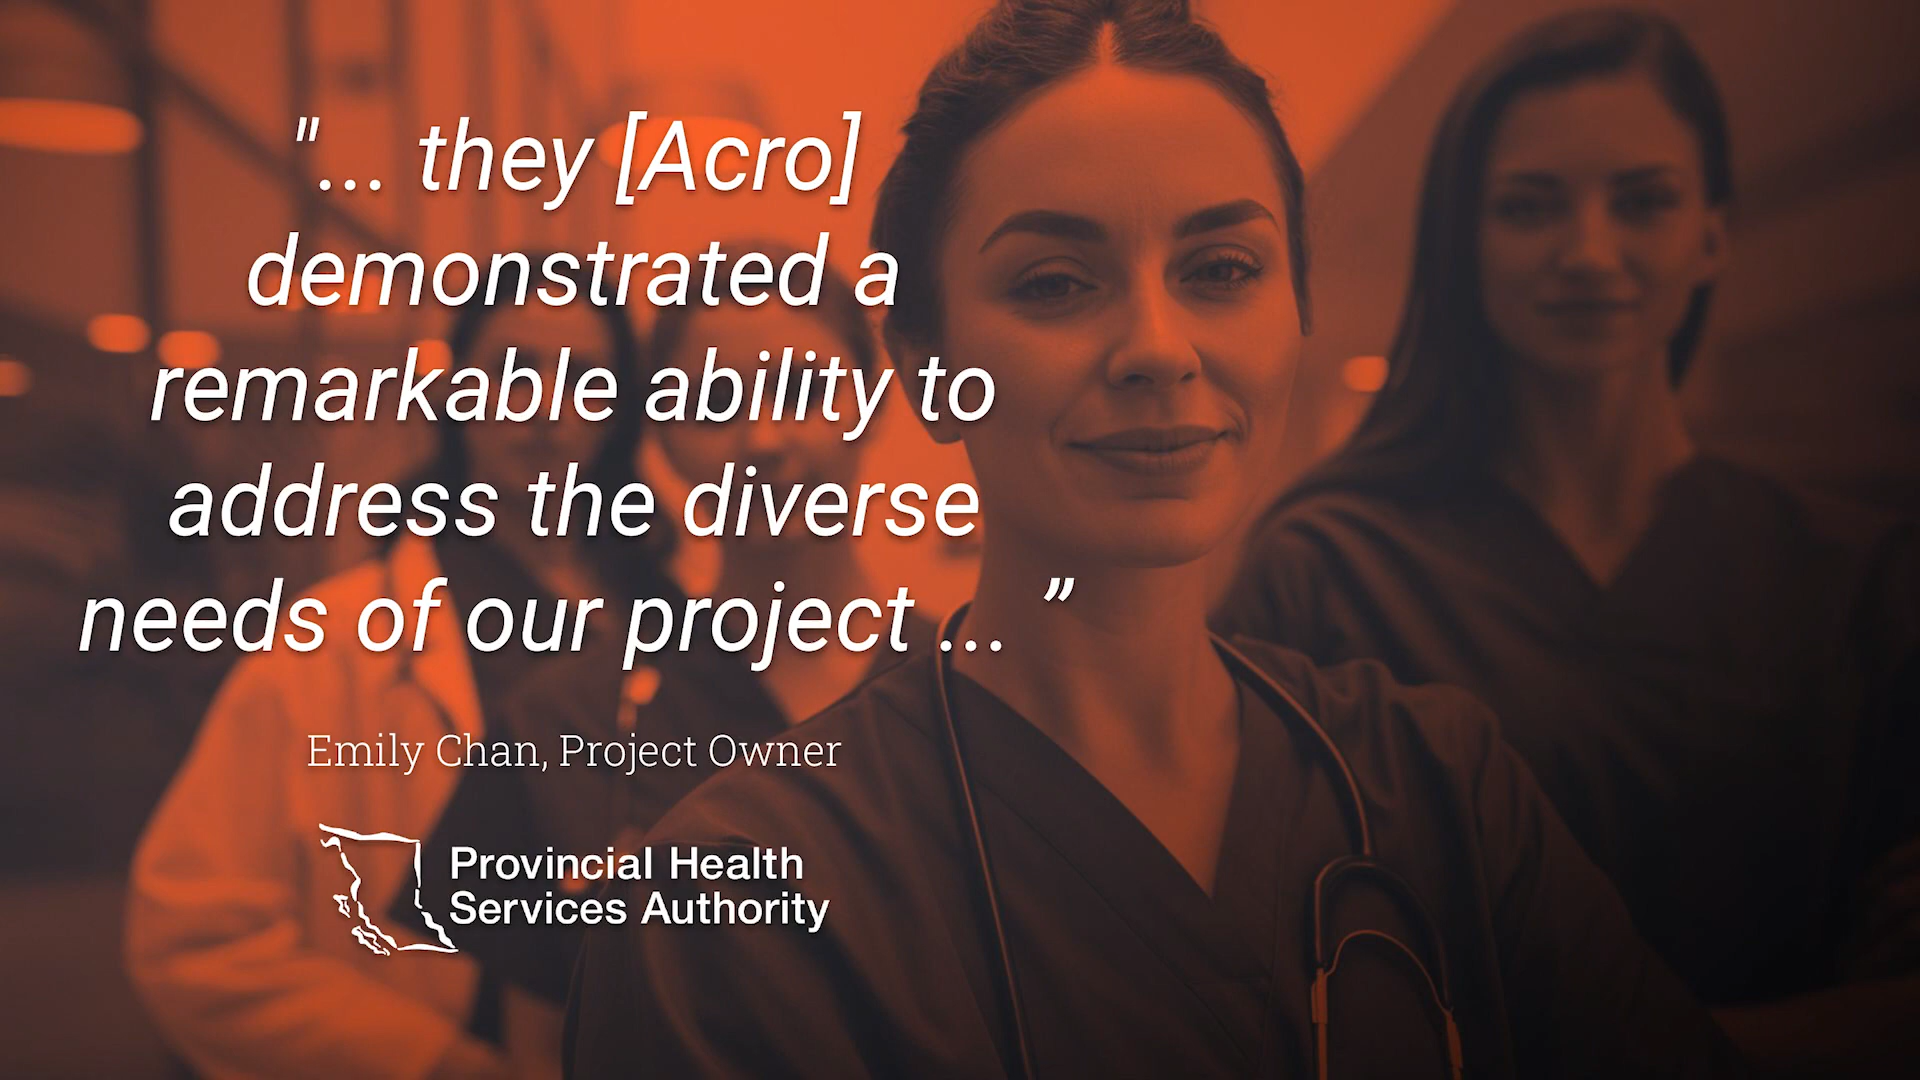 "... they [Acro]
demonstrated a
remarkable ability to
address the diverse
needs of our project ... ”
Emily Chan, Project Owner
Provincial Health
Services Authority